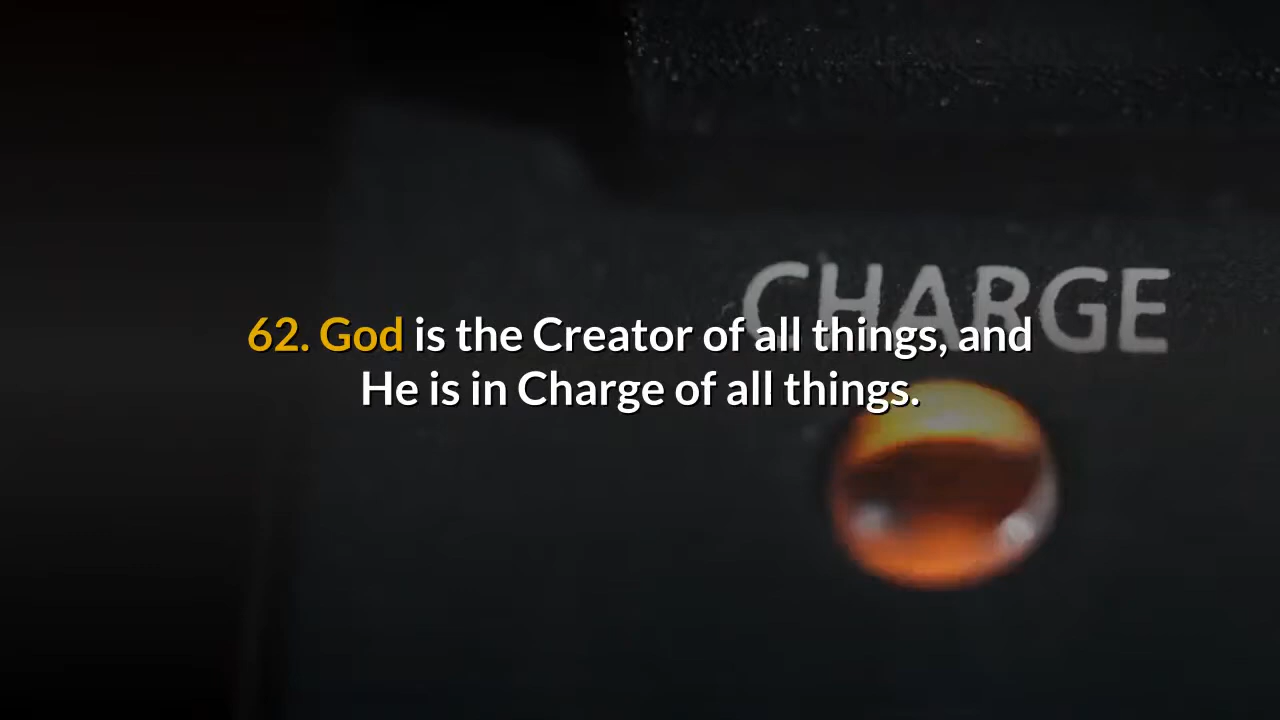 CHARGE
62. God is the Creator of all things, and
He is in Charge of all things.